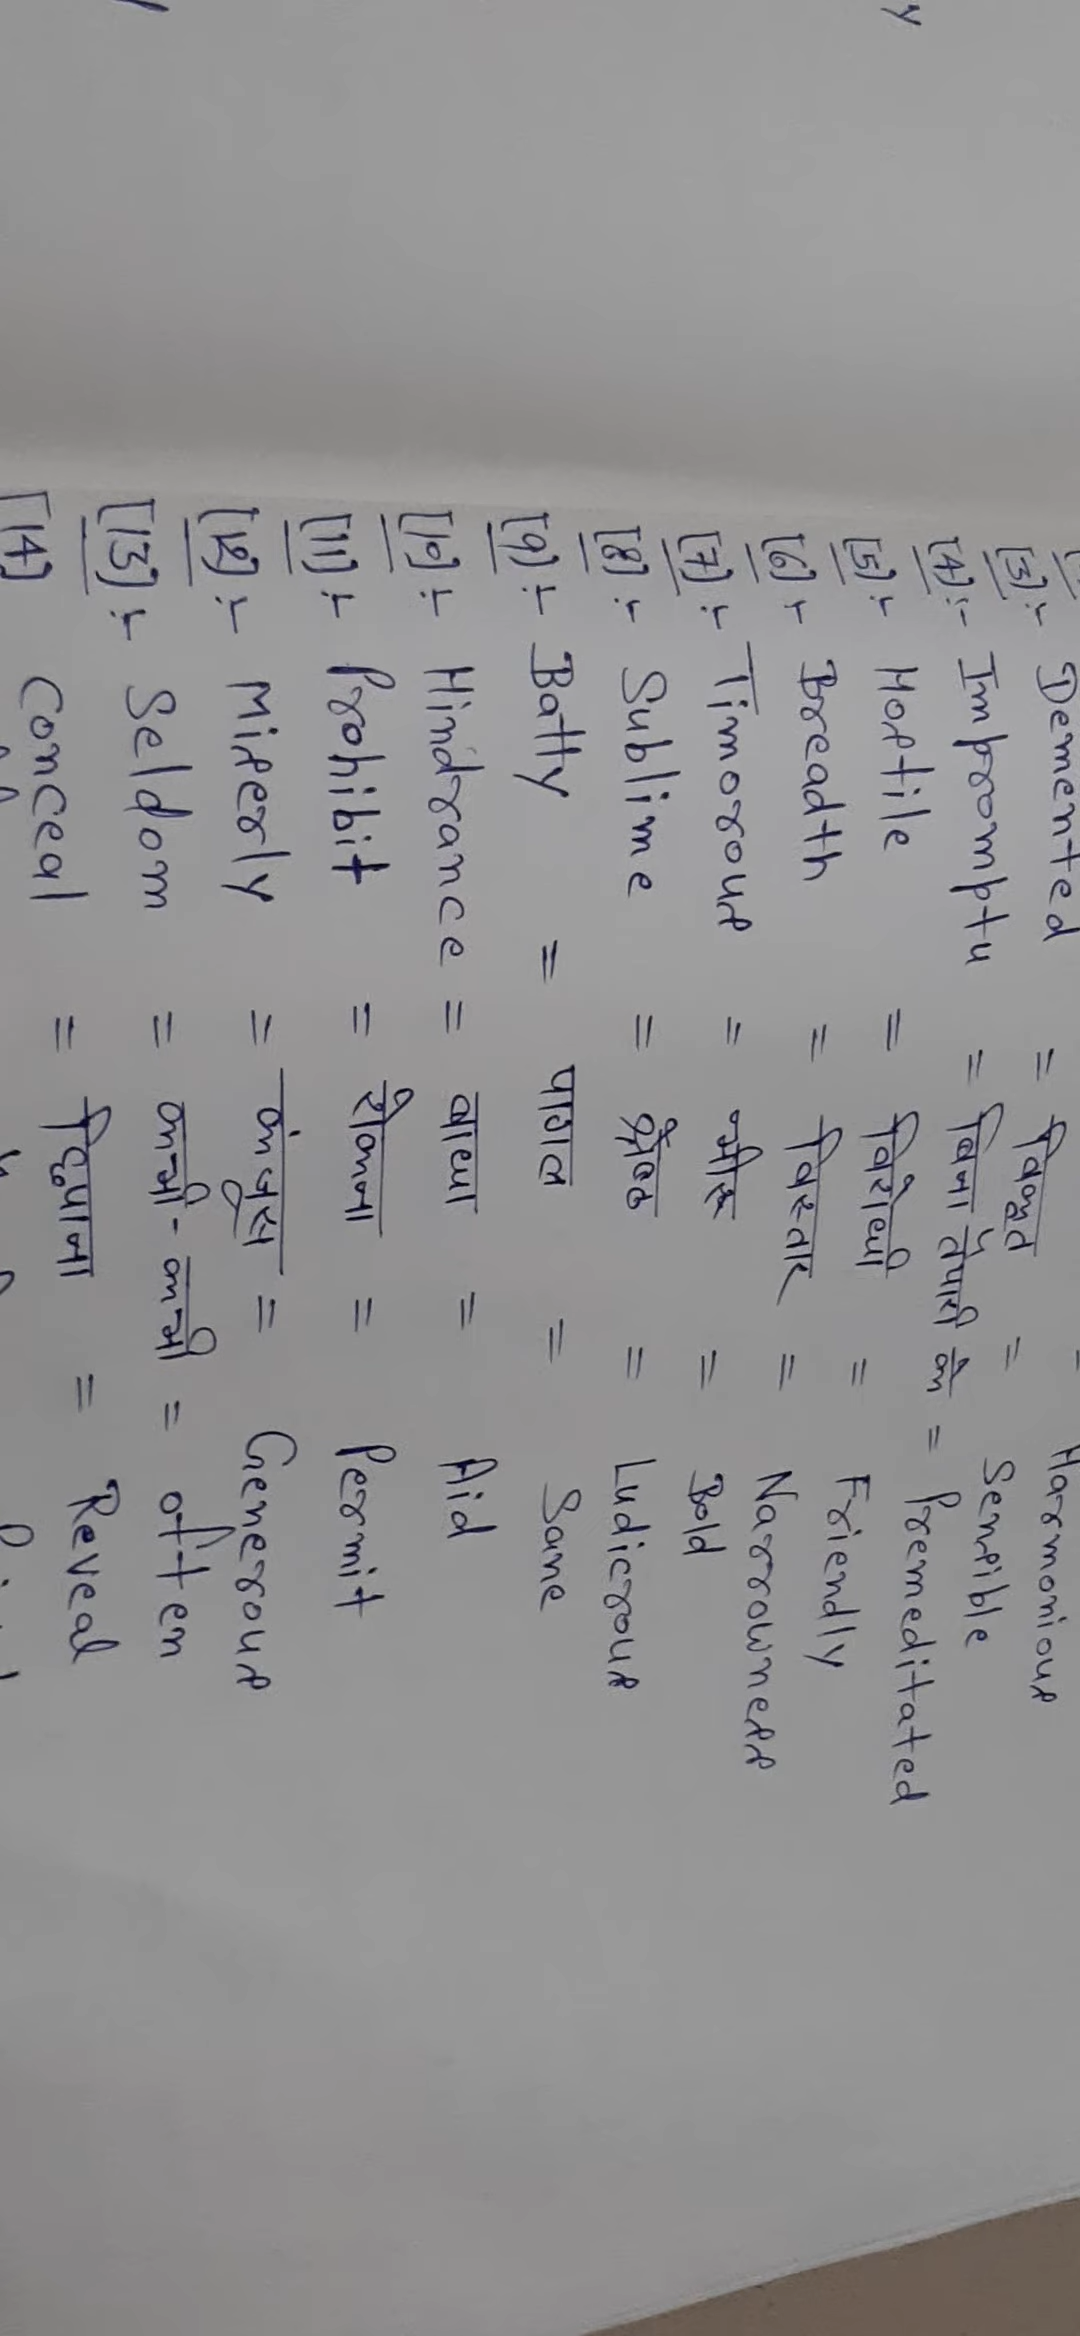 = Harmonious
[3]:- Demented = विकृत = Sensible
[4]:- Impromptu = बिना तैयारी के = Premeditated
[5]:- Hostile = विरोधी = Friendly
[6]:- Breadth = विस्तार = Narrowness
[7]:- Timorous = भीरू = Bold
[8]:- Sublime = श्रेष्ठ = Ludicrous
[9]:- Batty = पागल = Sane
[10]:- Hindrance = बाधा = Aid
[11]:- Prohibit = रोकना = Permit
[12]:- Miserly = कंजुस = Generous
[13]:- Seldom = कभी-कभी = often
[14] Conceal = छिपाना = Reveal